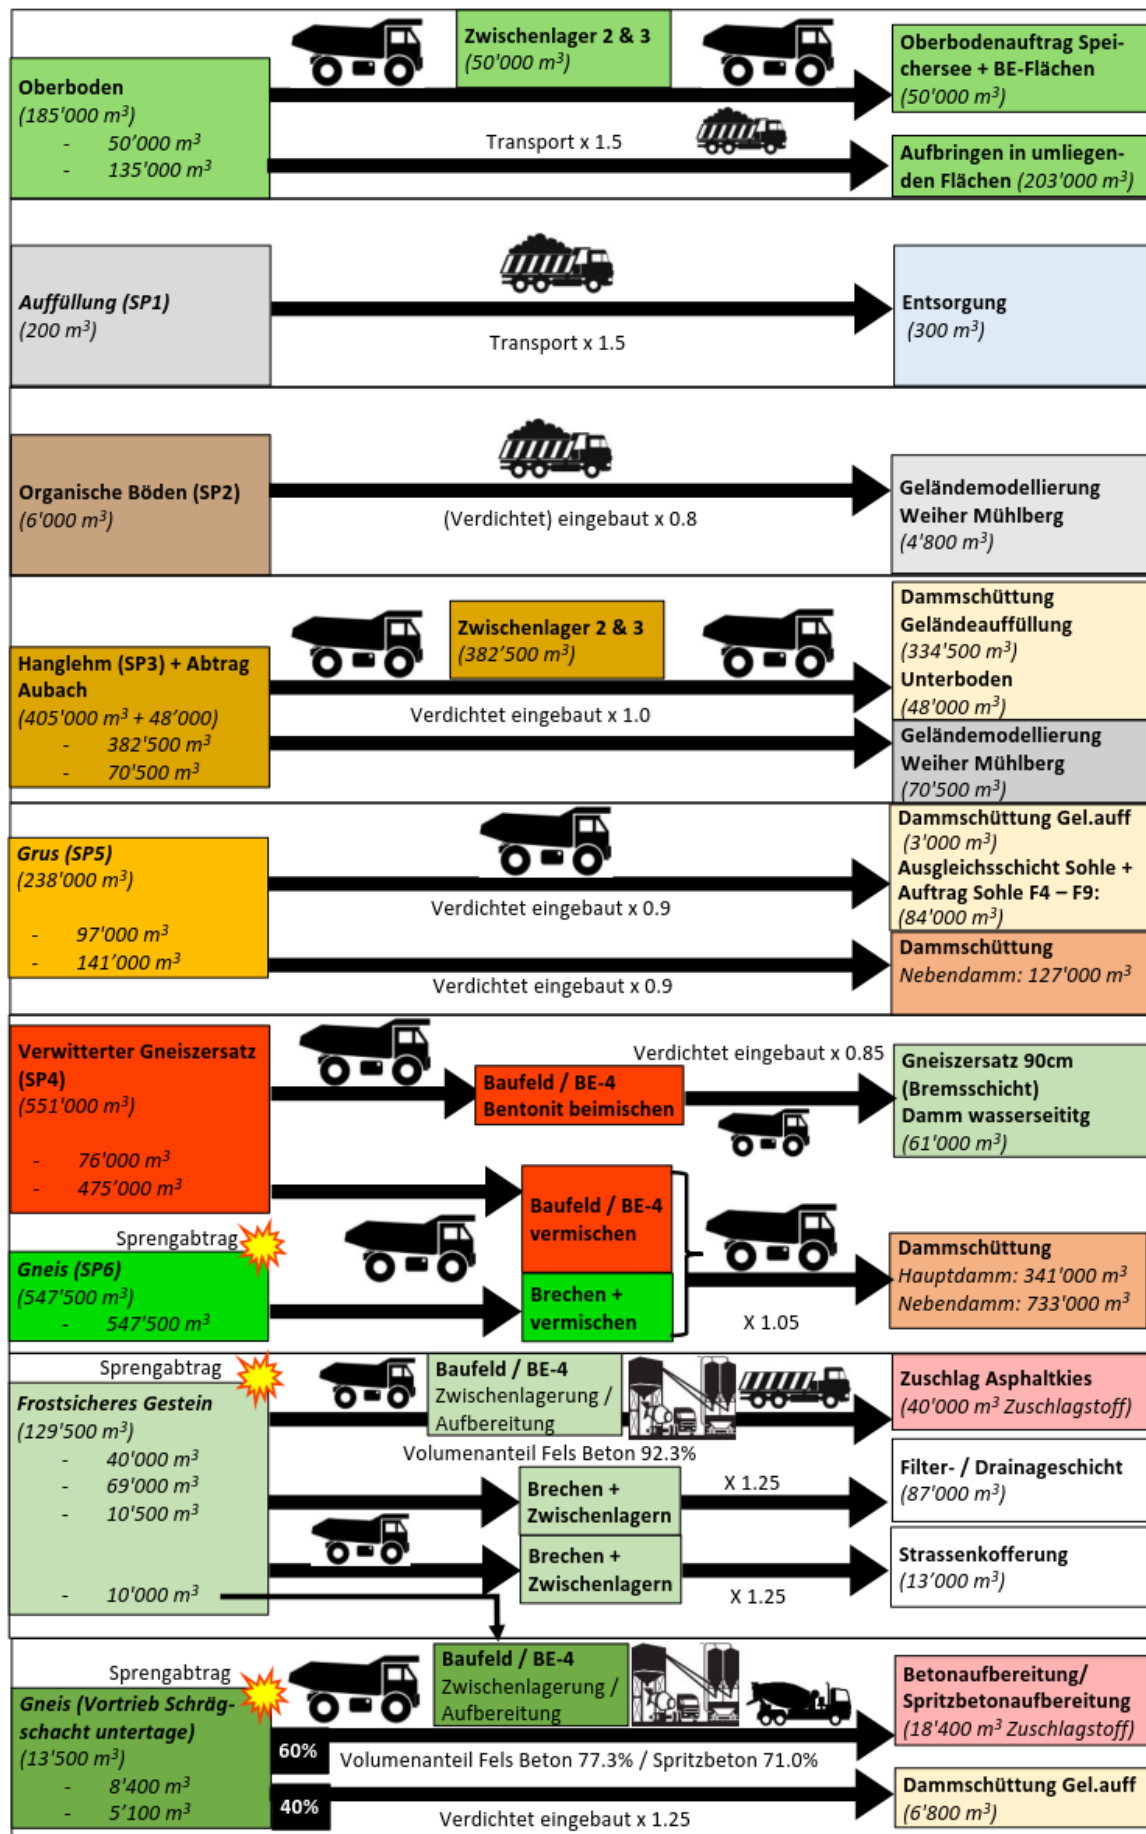 Oberboden
(185'000 m³)
- 50'000 m³
- 135'000 m³
Zwischenlager 2 & 3
(50'000 m³)
Transport x 1.5
Oberbodenauftrag Spei-
chersee + BE-Flächen
(50'000 m³)
Aufbringen in umliegen-
den Flächen (203'000 m³)
Auffüllung (SP1)
(200 m³)
Transport x 1.5
Entsorgung
(300 m³)
Organische Böden (SP2)
(6'000 m³)
(Verdichtet) eingebaut x 0.8
Geländemodellierung
Weiher Mühlberg
(4'800 m³)
Hanglehm (SP3) + Abtrag
Aubach
(405'000 m³ + 48’000)
- 382'500 m³
- 70'500 m³
Zwischenlager 2 & 3
(382’500 m³)
Verdichtet eingebaut x 1.0
Dammschüttung
Geländeauffüllung
(334'500 m³)
Unterboden
(48'000 m³)
Geländemodellierung
Weiher Mühlberg
(70'500 m³)
Grus (SP5)
(238'000 m³)
- 97'000 m³
- 141’000 m³
Verdichtet eingebaut x 0.9
Verdichtet eingebaut x 0.9
Dammschüttung Gel.auff
(3'000 m³)
Ausgleichsschicht Sohle +
Auftrag Sohle F4 – F9:
(84'000 m³)
Dammschüttung
Nebendamm: 127'000 m³
Verwitterter Gneiszersatz
(SP4)
(551'000 m³)
- 76'000 m³
- 475’000 m³
Baufeld / BE-4
Bentonit beimischen
Verdichtet eingebaut x 0.85
Gneiszersatz 90cm
(Bremsschicht)
Damm wasserseititg
(61'000 m³)
Baufeld / BE-4
vermischen
Sprengabtrag
Gneis (SP6)
(547'500 m³)
- 547'500 m³
Brechen +
vermischen
X 1.05
Dammschüttung
Hauptdamm: 341'000 m³
Nebendamm: 733'000 m³
Sprengabtrag
Frostsicheres Gestein
(129'500 m³)
- 40'000 m³
- 69'000 m³
- 10'500 m³
- 10'000 m³
Baufeld / BE-4
Zwischenlagerung /
Aufbereitung
Volumenanteil Fels Beton 92.3%
Zuschlag Asphaltkies
(40'000 m³ Zuschlagstoff)
Brechen +
Zwischenlagern
X 1.25
Filter- / Drainageschicht
(87'000 m³)
Brechen +
Zwischenlagern
X 1.25
Strassenkofferung
(13’000 m³)
Sprengabtrag
Gneis (Vortrieb Schräg-
schacht untertage)
(13'500 m³)
- 8'400 m³
- 5’100 m³
Baufeld / BE-4
Zwischenlagerung /
Aufbereitung
60%
Volumenanteil Fels Beton 77.3% / Spritzbeton 71.0%
Betonaufbereitung/
Spritzbetonaufbereitung
(18'400 m³ Zuschlagstoff)
40%
Verdichtet eingebaut x 1.25
Dammschüttung Gel.auff
(6'800 m³)